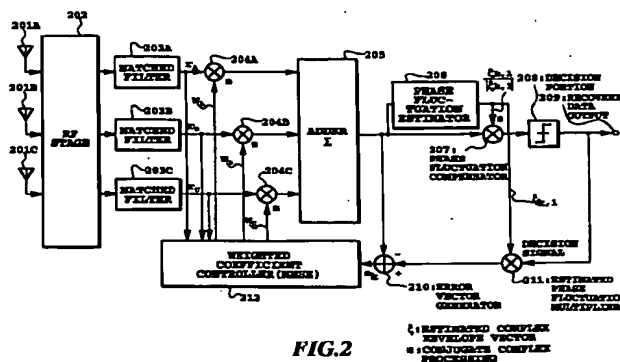 202
201A
201B
201C
RF
STAGE
203A
MATCHED
FILTER
203B
MATCHED
FILTER
203C
MATCHED
FILTER
204A
204B
204C
205
ADDER
Σ
PHASE
FLUC-
TUATION
ESTIMATOR
207:
PHASE
FLUCTUATION
COMPENSATOR
208: DECISION
PORTION
209: RECOVERED
DATA
OUTPUT
WEIGHTED
COEFFICIENT
CONTROLLER(MMSE)
212
210: ERROR
VECTOR
GENERATOR
DECISION
SIGNAL
211: ESTIMATED
PHASE
FLUCTUATION
MULTIPLIER
ξ: ESTIMATED COMPLEX
ENVELOPE VECTOR
*: CONJUGATE COMPLEX
PROCESSING
FIG.2